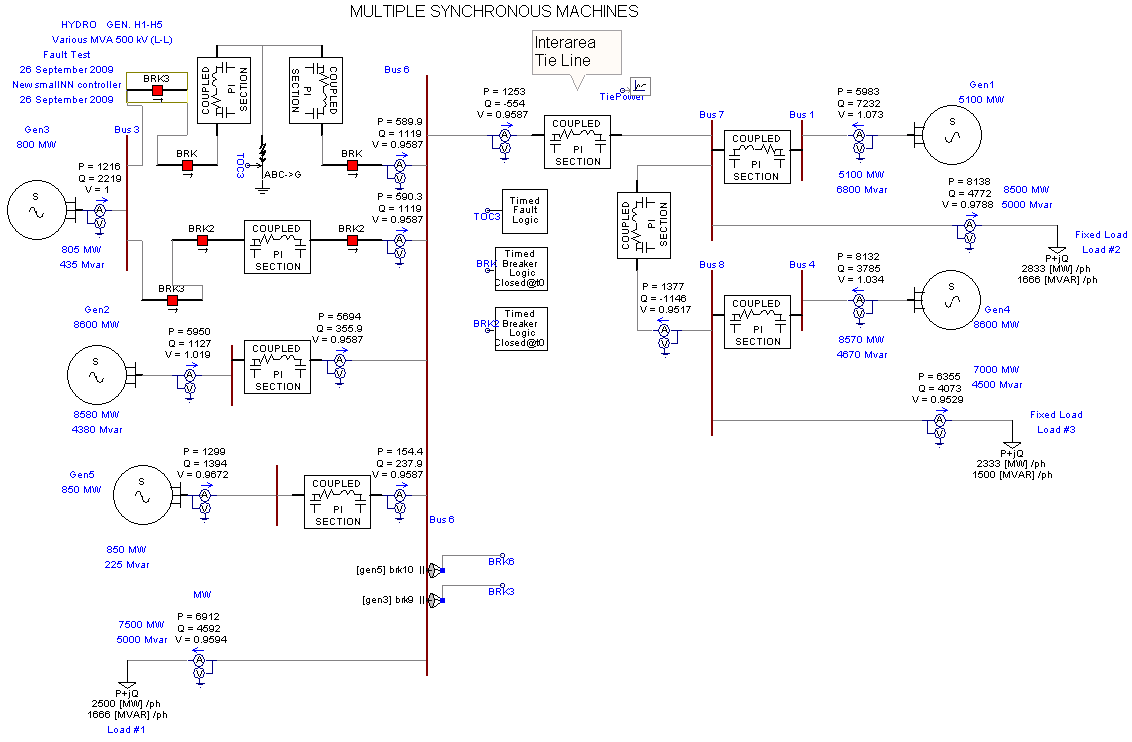 MULTIPLE SYNCHRONOUS MACHINES
HYDRO GEN. H1-H5
Various MVA 500 kV (L-L)
Fault Test
26 September 2009
New smallNN controller
26 September 2009
BRK3
COUPLED
PI
SECTION
COUPLED
PI
SECTION
Bus 6
Interarea
Tie Line
TiePower
P = 1253
Q = -554
V = 0.9587
COUPLED
PI
SECTION
Bus 7
Bus 1
COUPLED
PI
SECTION
P = 5983
Q = 7232
V = 1.073
A
V
S
Gen1
5100 MW
5100 MW
6800 Mvar
Gen3
800 MW
Bus 3
P = 1216
Q = 2219
V = 1
S
A
V
805 MW
435 Mvar
BRK
TOC3
ABC->G
BRK
P = 589.9
Q = 1119
V = 0.9587
A
V
BRK2
COUPLED
PI
SECTION
BRK2
P = 590.3
Q = 1119
V = 0.9587
A
V
BRK3
TOC3
Timed
Fault
Logic
BRK
Timed
Breaker
Logic
Closed@t0
BRK2
Timed
Breaker
Logic
Closed@t0
COUPLED
PI
SECTION
P = 8138
Q = 4772
V = 0.9788
A
V
8500 MW
5000 Mvar
Fixed Load
Load #2
P+jQ
2833 [MW] /ph
1666 [MVAR] /ph
Bus 8
Bus 4
P = 1377
Q = -1146
V = 0.9517
A
V
COUPLED
PI
SECTION
P = 8132
Q = 3785
V = 1.034
A
V
S
Gen4
8600 MW
8570 MW
4670 Mvar
7000 MW
4500 Mvar
P = 6355
Q = 4073
V = 0.9529
A
V
Fixed Load
Load #3
P+jQ
2333 [MW] /ph
1500 [MVAR] /ph
Gen2
8600 MW
S
8580 MW
4380 Mvar
P = 5950
Q = 1127
V = 1.019
A
V
COUPLED
PI
SECTION
P = 5694
Q = 355.9
V = 0.9587
A
V
Gen5
850 MW
S
850 MW
225 Mvar
P = 1299
Q = 1394
V = 0.9672
A
V
COUPLED
PI
SECTION
P = 154.4
Q = 237.9
V = 0.9587
A
V
Bus 6
[gen5] brk10
BRK6
[gen3] brk9
BRK3
MW
7500 MW
5000 Mvar
P = 6912
Q = 4592
V = 0.9594
A
V
P+jQ
2500 [MW] /ph
1666 [MVAR] /ph
Load #1